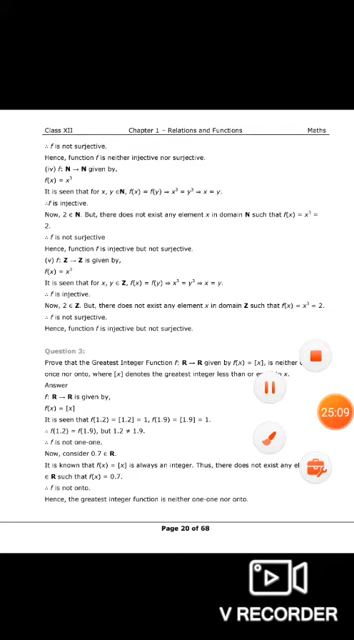 Class XII Chapter 1 – Relations and Functions Maths
∴ f is not surjective.
Hence, function f is neither injective nor surjective.
(iv) f: N → N given by,
f(x) = x³
It is seen that for x, y ∈N, f(x) = f(y) ⇒ x³ = y³ ⇒ x = y.
∴f is injective.
Now, 2 ∈ N. But, there does not exist any element x in domain N such that f(x) = x³ =
2.
∴ f is not surjective
Hence, function f is injective but not surjective.
(v) f: Z → Z is given by,
f(x) = x³
It is seen that for x, y ∈ Z, f(x) = f(y) ⇒ x³ = y³ ⇒ x = y.
∴ f is injective.
Now, 2 ∈ Z. But, there does not exist any element x in domain Z such that f(x) = x³ = 2.
∴ f is not surjective.
Hence, function f is injective but not surjective.
Question 3:
Prove that the Greatest Integer Function f: R → R given by f(x) = [x], is neither
once nor onto, where [x] denotes the greatest integer less than or x.
Answer
f: R → R is given by,
f(x) = [x]
It is seen that f(1.2) = [1.2] = 1, f(1.9) = [1.9] = 1.
∴ f(1.2) = f(1.9), but 1.2 ≠ 1.9.
∴ f is not one-one.
Now, consider 0.7 ∈ R.
It is known that f(x) = [x] is always an integer. Thus, there does not exist any
∈ R such that f(x) = 0.7.
∴ f is not onto.
Hence, the greatest integer function is neither one-one nor onto.
25:09
Page 20 of 68
V RECORDER